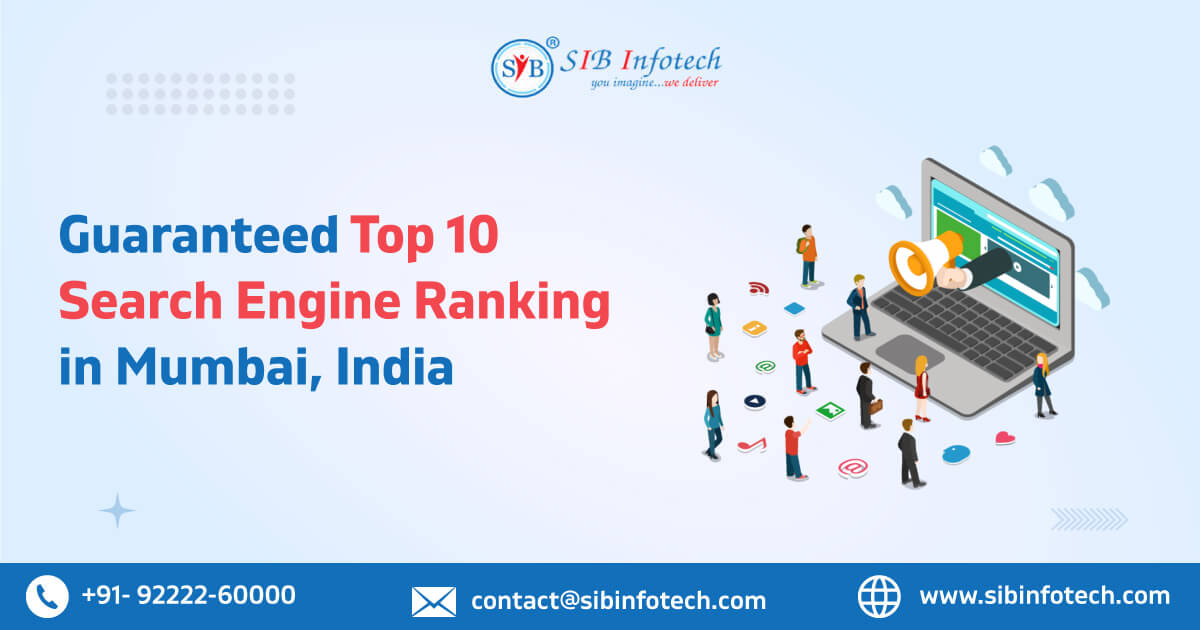 SIB
®
SIB Infotech
you imagine...we deliver
Guaranteed Top 10
Search Engine Ranking
in Mumbai, India
+91- 92222-60000
contact@sibinfotech.com
www.sibinfotech.com